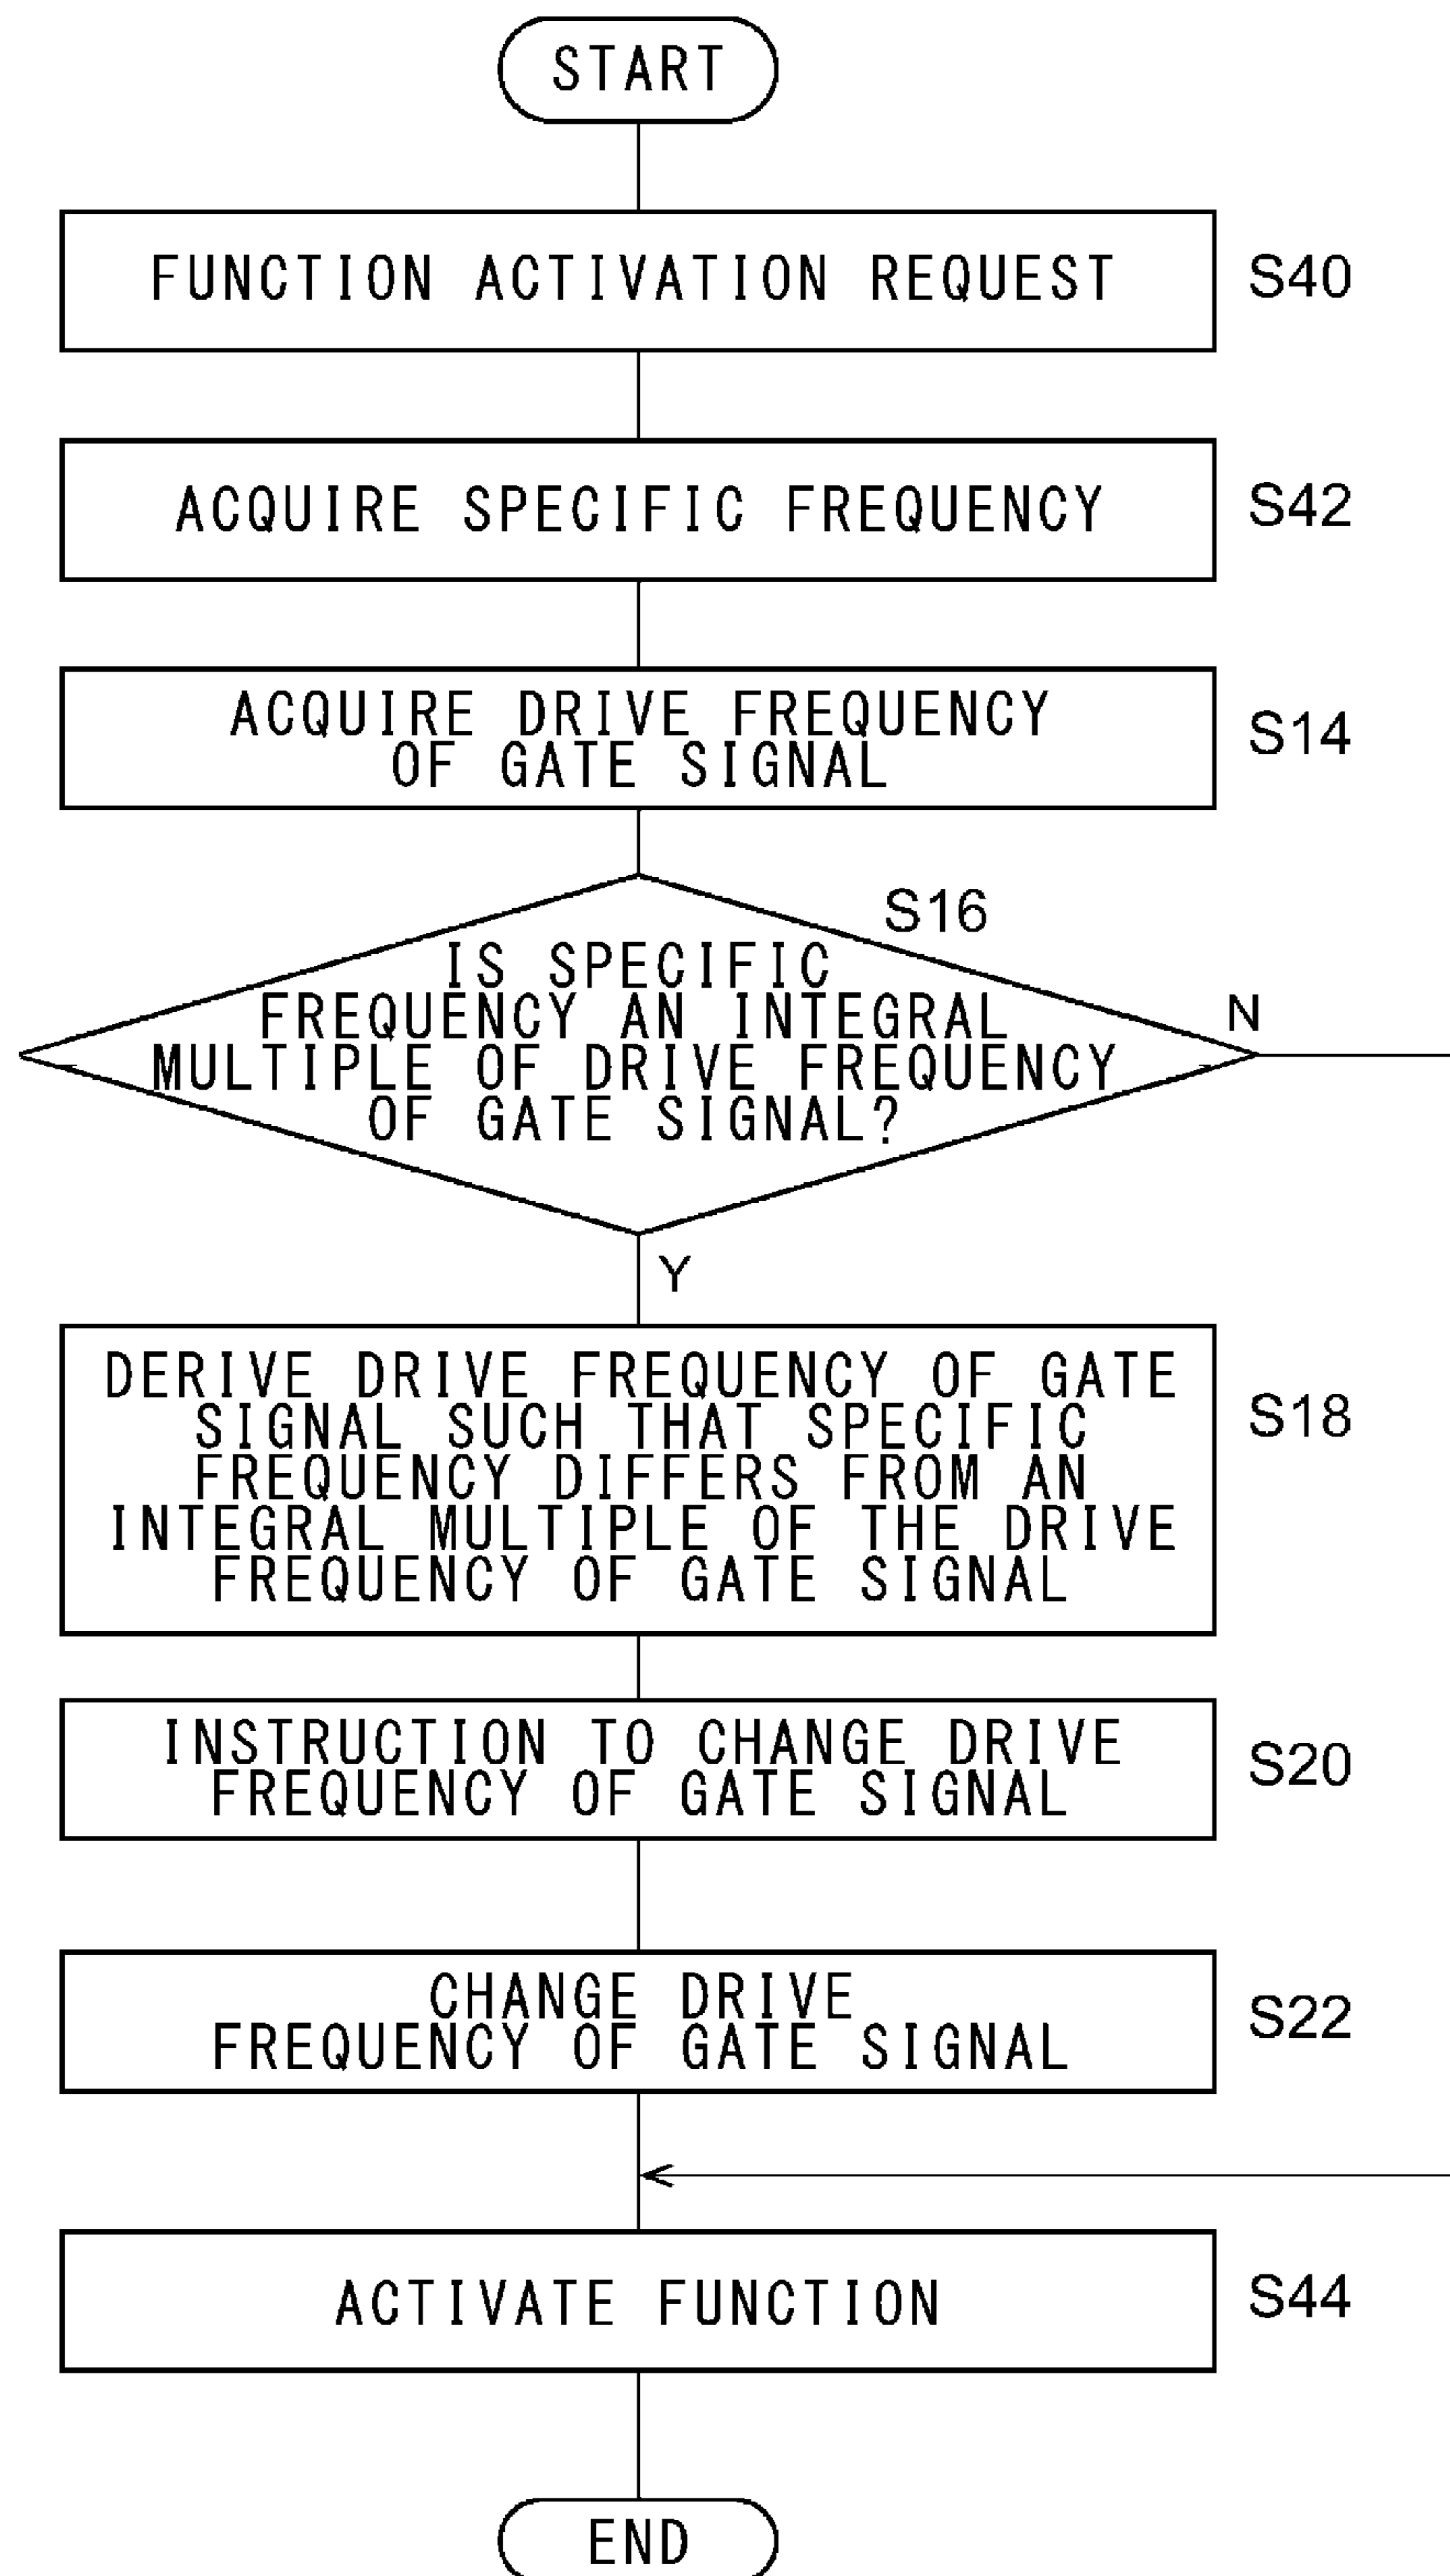 START
FUNCTION ACTIVATION REQUEST
S40
ACQUIRE SPECIFIC FREQUENCY
S42
ACQUIRE DRIVE FREQUENCY
OF GATE SIGNAL
S14
S16
IS SPECIFIC
FREQUENCY AN INTEGRAL
MULTIPLE OF DRIVE FREQUENCY
OF GATE SIGNAL?
N
Y
DERIVE DRIVE FREQUENCY OF GATE
SIGNAL SUCH THAT SPECIFIC
FREQUENCY DIFFERS FROM AN
INTEGRAL MULTIPLE OF THE DRIVE
FREQUENCY OF GATE SIGNAL
S18
INSTRUCTION TO CHANGE DRIVE
FREQUENCY OF GATE SIGNAL
S20
CHANGE DRIVE
FREQUENCY OF GATE SIGNAL
S22
ACTIVATE FUNCTION
S44
END